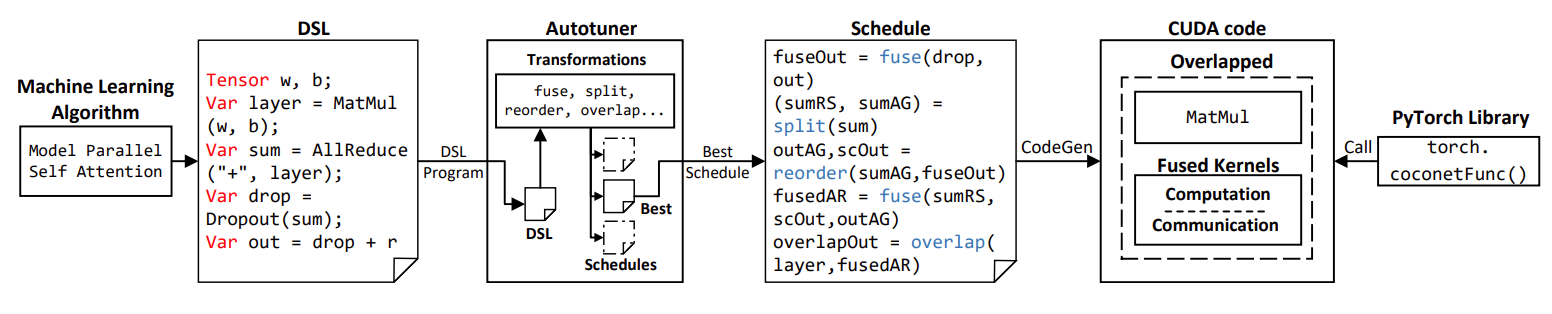 Machine Learning
Algorithm
Model Parallel
Self Attention
DSL
Tensor w, b;
Var layer = MatMul
(w, b);
Var sum = AllReduce
("+", layer);
Var drop =
Dropout(sum);
Var out = drop + r
DSL
Program
Autotuner
Transformations
fuse, split,
reorder, overlap...
DSL
Best
Schedules
Best
Schedule
Schedule
fuseOut = fuse(drop,
out)
(sumRS, sumAG) =
split(sum)
outAG,scOut =
reorder(sumAG,fuseOut)
fusedAR = fuse(sumRS,
scOut,outAG)
overlapOut = overlap(
layer,fusedAR)
CodeGen
CUDA code
Overlapped
MatMul
Fused Kernels
Computation
Communication
Call
PyTorch Library
torch.
coconetFunc()